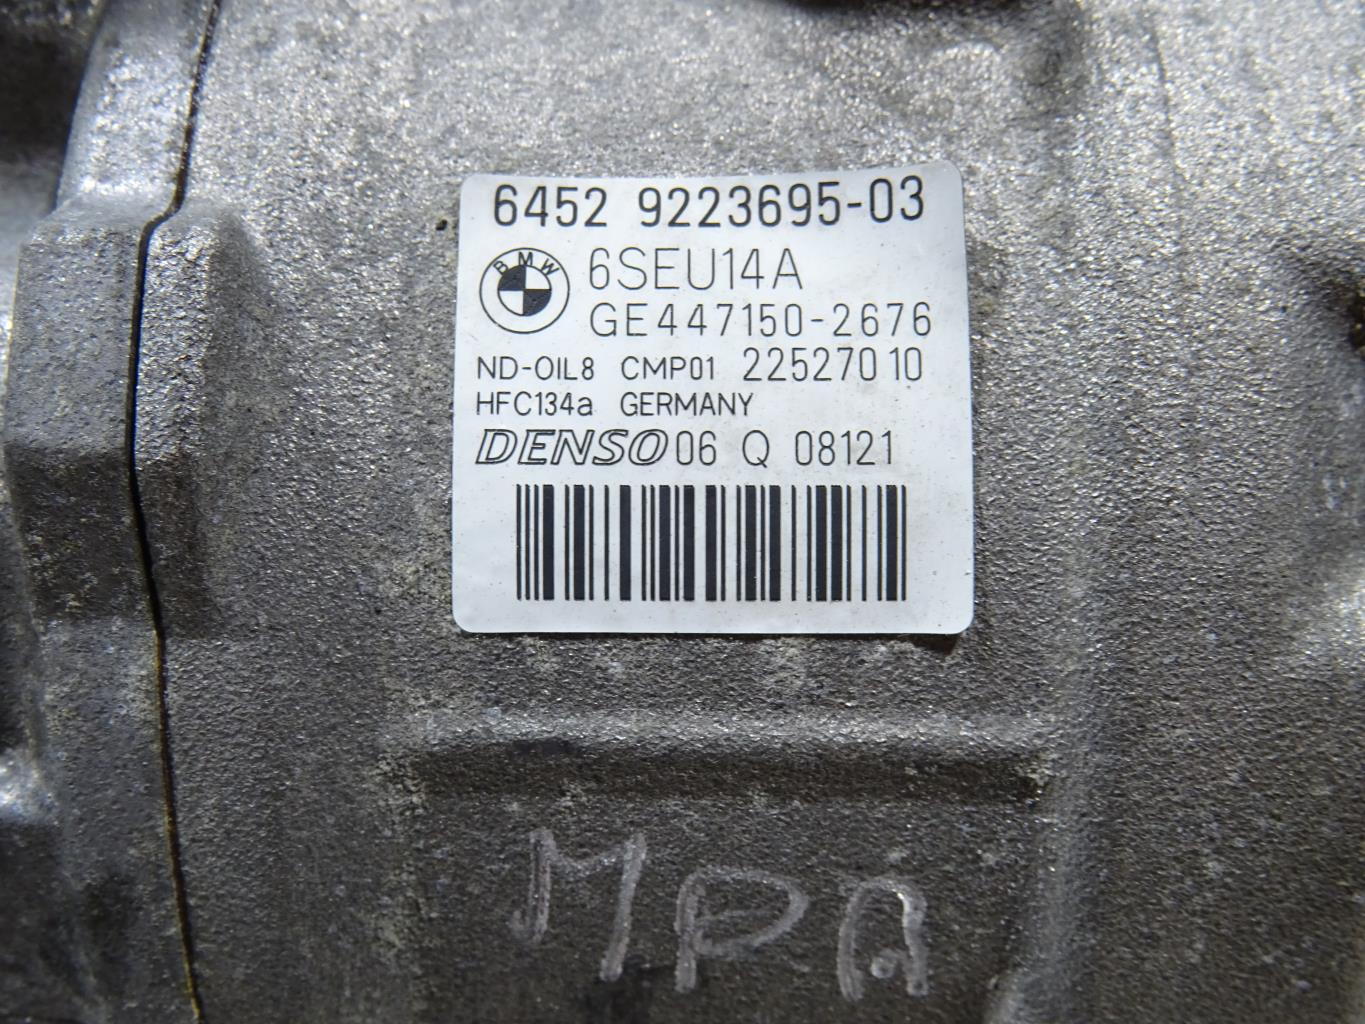 6452 9223695-03
BMW
6SEU14A
GE447150-2676
ND-OIL8 CMP01 22527010
HFC134a GERMANY
DENSO 06 Q 08121
MPA